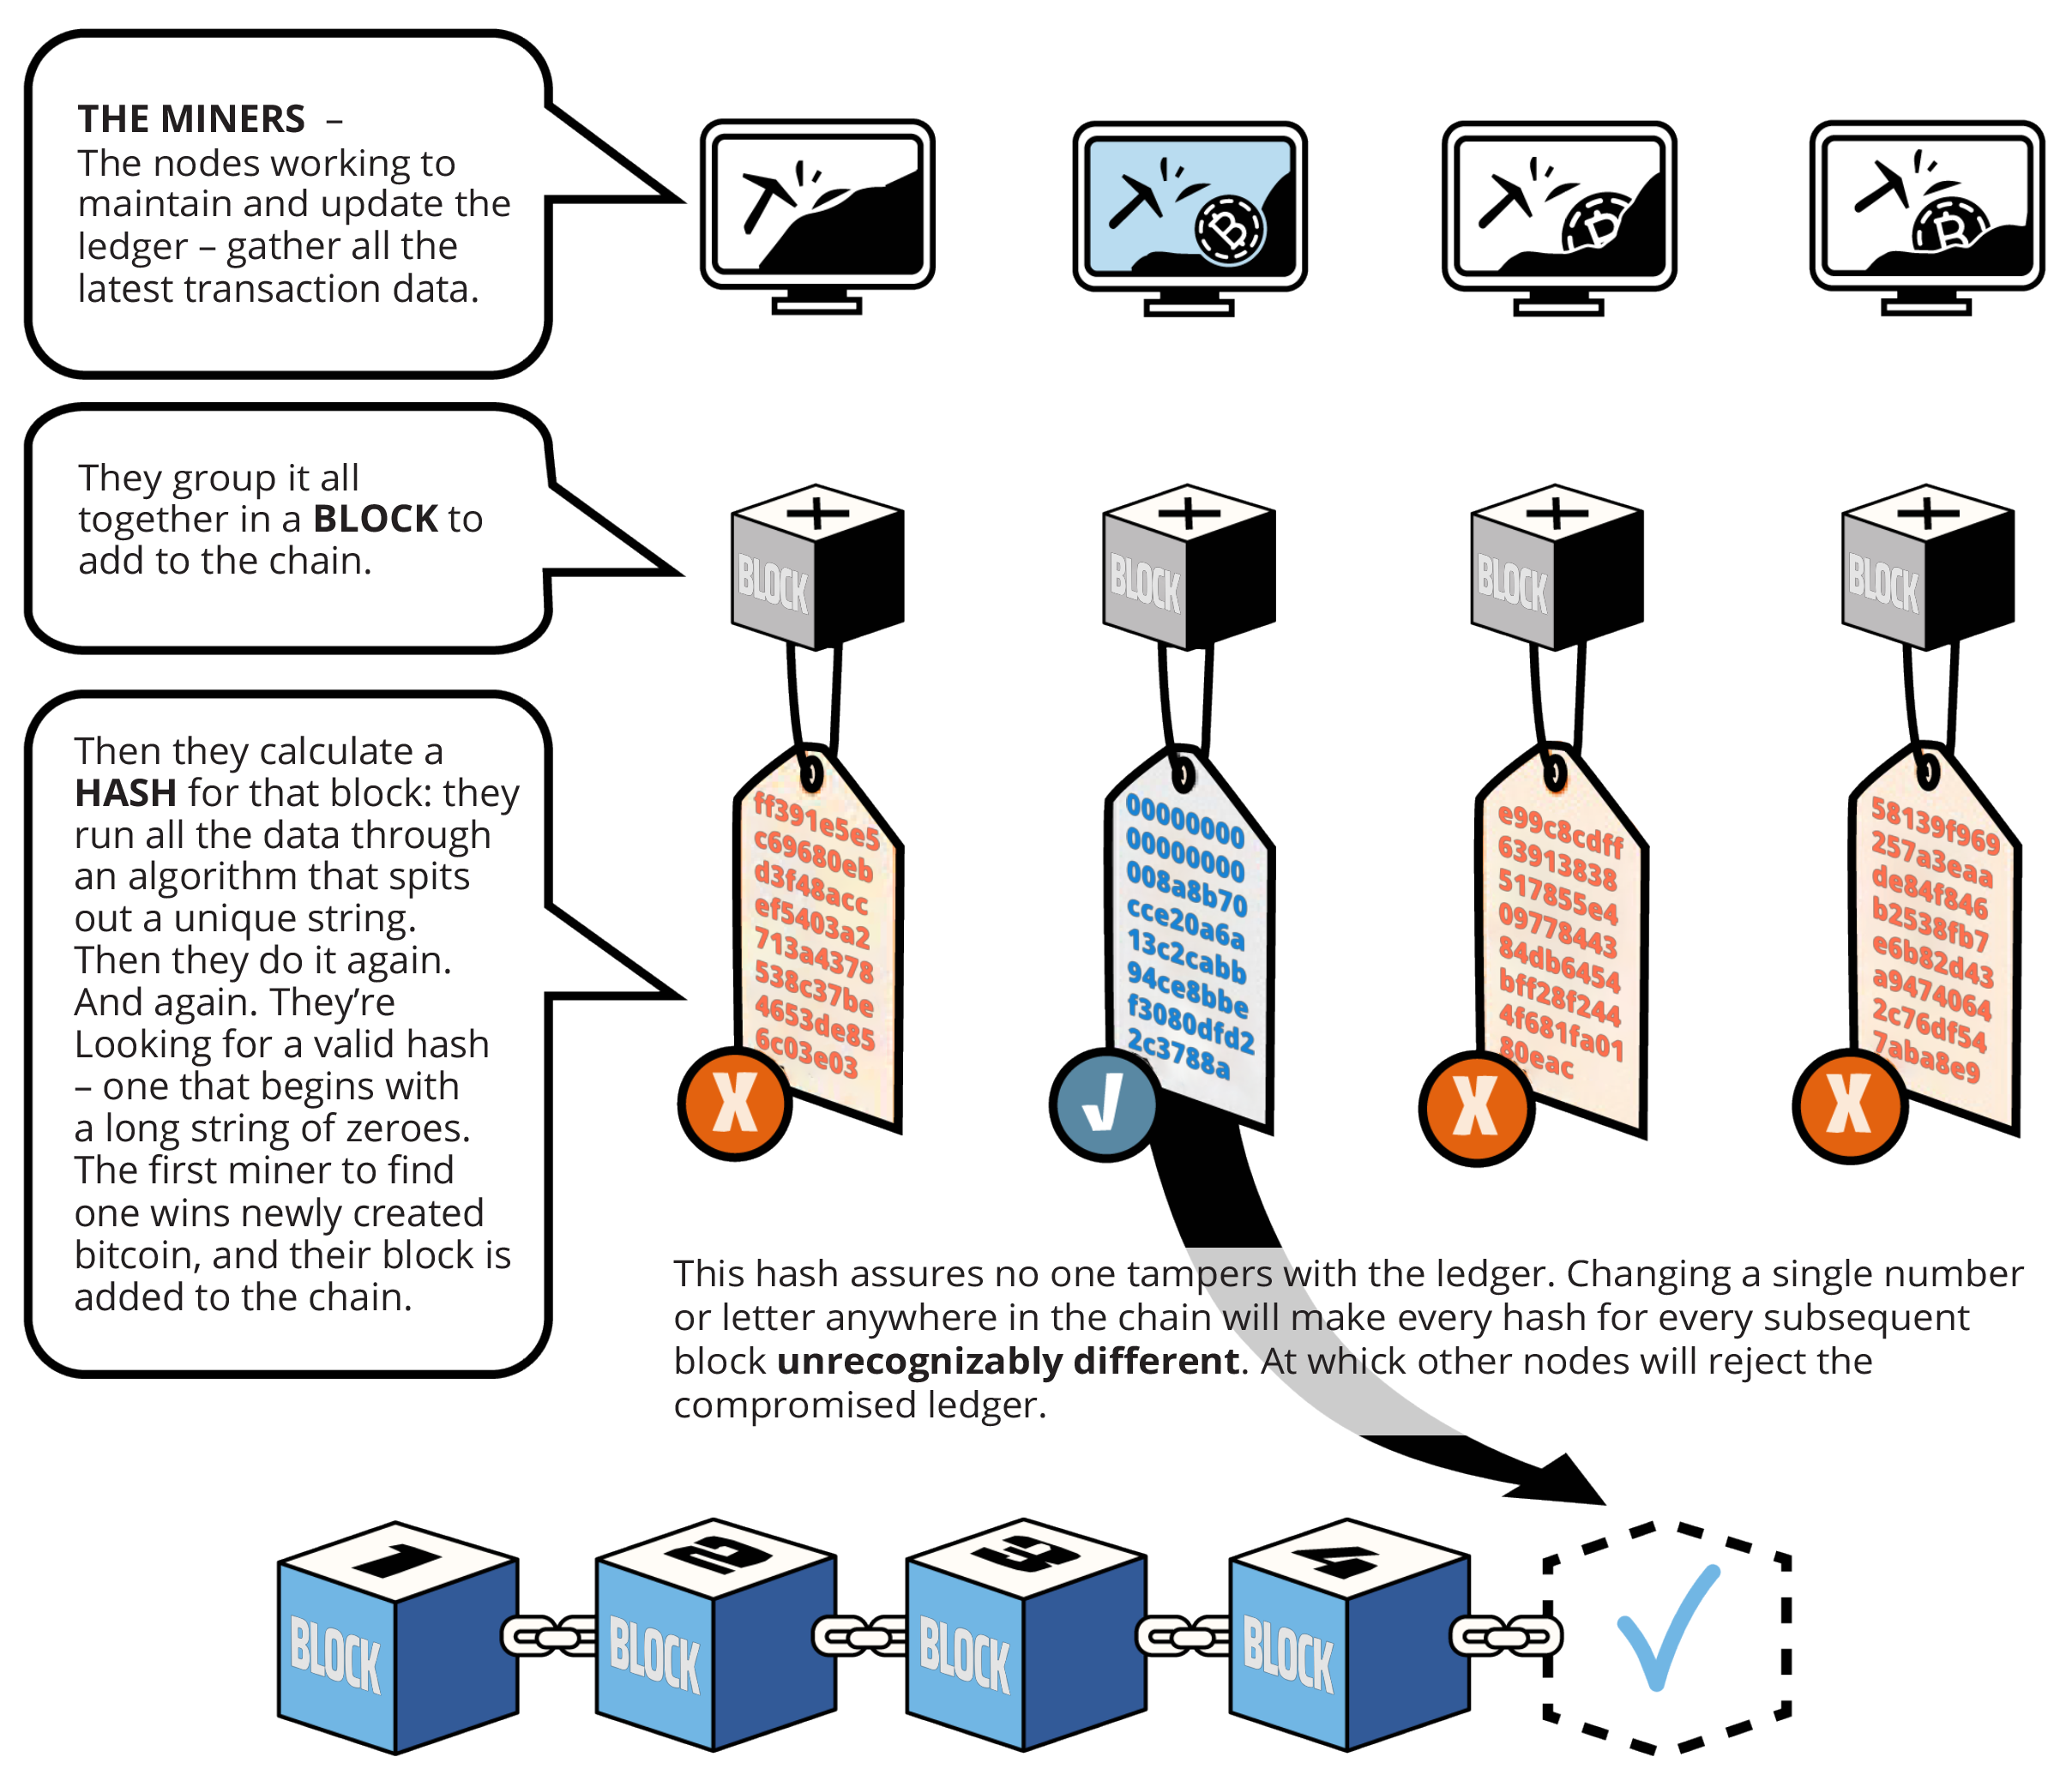 THE MINERS –
The nodes working to
maintain and update the
ledger – gather all the
latest transaction data.
They group it all
together in a BLOCK to
add to the chain.
BLOCK
BLOCK
BLOCK
BLOCK
Then they calculate a
HASH for that block: they
run all the data through
an algorithm that spits
out a unique string.
Then they do it again.
And again. They’re
Looking for a valid hash
– one that begins with
a long string of zeroes.
The first miner to find
one wins newly created
bitcoin, and their block is
added to the chain.
ff391e5e5
c69680eb
d3f48acc
ef5403a2
713a4378
538c37be
4653de85
6c03e03
X
00000000
00000000
008a8b70
cce20a6a
13c2cabb
94ce8bbe
f3080dfd2
2c3788a
e99c8cdff
63913838
517855e4
09778443
84db6454
bff28f244
4f681fa01
80eac
X
58139f969
257a3eaa
de84f846
b2538fb7
e6b82d43
a9474064
2c76df54
7aba8e9
X
This hash assures no one tampers with the ledger. Changing a single number
or letter anywhere in the chain will make every hash for every subsequent
block unrecognizably different. At whick other nodes will reject the
compromised ledger.
1
BLOCK
2
BLOCK
3
BLOCK
4
BLOCK